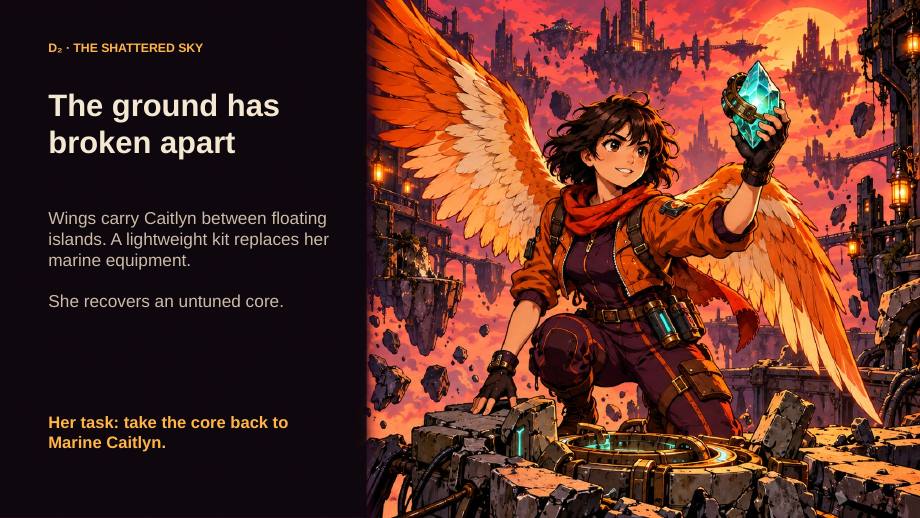 D₂ · THE SHATTERED SKY
The ground has
broken apart
Wings carry Caitlyn between floating
islands. A lightweight kit replaces her
marine equipment.
She recovers an untuned core.
Her task: take the core back to
Marine Caitlyn.